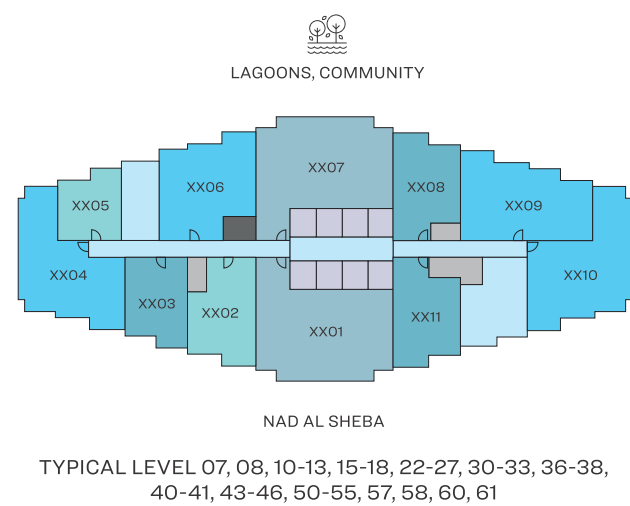 LAGOONS, COMMUNITY
XX07
XX06
XX08
XX05
XX09
XX04
XX10
XX03
XX02
XX11
XX01
NAD AL SHEBA
TYPICAL LEVEL 07, 08, 10-13, 15-18, 22-27, 30-33, 36-38,
40-41, 43-46, 50-55, 57, 58, 60, 61